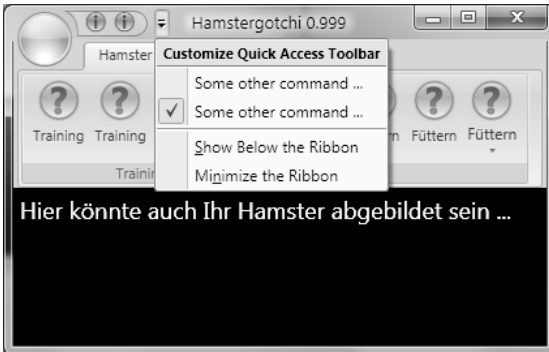 Hamstergotchi 0.999
Hamster
Customize Quick Access Toolbar
Some other command ...
Some other command ...
Show Below the Ribbon
Minimize the Ribbon
Training Training Füttern Füttern
Hier könnte auch Ihr Hamster abgebildet sein ...